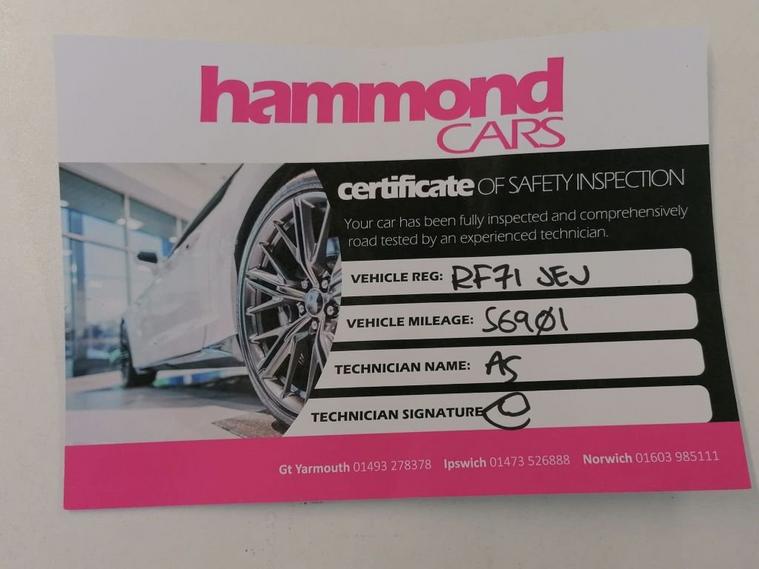 hammond
CARS
certificate OF SAFETY INSPECTION
Your car has been fully inspected and comprehensively
road tested by an experienced technician.
VEHICLE REG: RF71 JEJ
VEHICLE MILEAGE: 56901
TECHNICIAN NAME: AS
TECHNICIAN SIGNATURE
Gt Yarmouth 01493 278378 Ipswich 01473 526888 Norwich 01603 985111